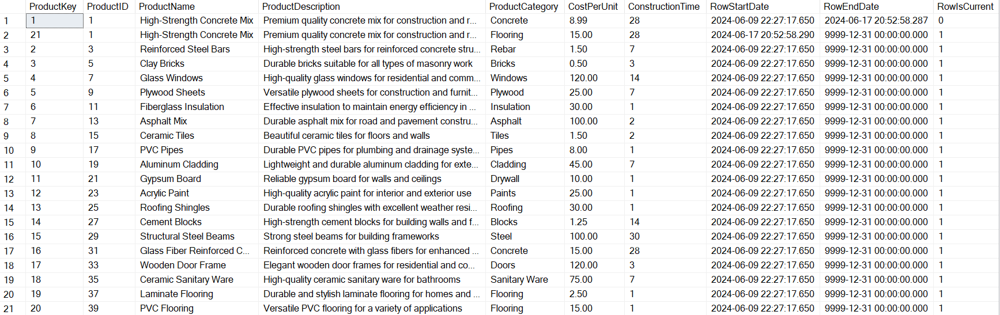 ProductKey ProductID ProductName ProductDescription ProductCategory CostPerUnit ConstructionTime RowStartDate RowEndDate RowIsCurrent
1 1 1 High-Strength Concrete Mix Premium quality concrete mix for construction and r... Concrete 8.99 28 2024-06-09 22:27:17.650 2024-06-17 20:52:58.287 0
2 21 1 High-Strength Concrete Mix Premium quality concrete mix for construction and r... Flooring 15.00 28 2024-06-17 20:52:58.290 9999-12-31 00:00:00.000 1
3 2 3 Reinforced Steel Bars High-strength steel bars for reinforced concrete stru... Rebar 1.50 7 2024-06-09 22:27:17.650 9999-12-31 00:00:00.000 1
4 3 5 Clay Bricks Durable bricks suitable for all types of masonry work Bricks 0.50 3 2024-06-09 22:27:17.650 9999-12-31 00:00:00.000 1
5 4 7 Glass Windows High-quality glass windows for residential and comm... Windows 120.00 14 2024-06-09 22:27:17.650 9999-12-31 00:00:00.000 1
6 5 9 Plywood Sheets Versatile plywood sheets for construction and furnit... Plywood 25.00 7 2024-06-09 22:27:17.650 9999-12-31 00:00:00.000 1
7 6 11 Fiberglass Insulation Effective insulation to maintain energy efficiency in ... Insulation 30.00 1 2024-06-09 22:27:17.650 9999-12-31 00:00:00.000 1
8 7 13 Asphalt Mix Durable asphalt mix for road and pavement constru... Asphalt 100.00 2 2024-06-09 22:27:17.650 9999-12-31 00:00:00.000 1
9 8 15 Ceramic Tiles Beautiful ceramic tiles for floors and walls Tiles 1.50 2 2024-06-09 22:27:17.650 9999-12-31 00:00:00.000 1
10 9 17 PVC Pipes Durable PVC pipes for plumbing and drainage syste... Pipes 8.00 1 2024-06-09 22:27:17.650 9999-12-31 00:00:00.000 1
11 10 19 Aluminum Cladding Lightweight and durable aluminum cladding for exte... Cladding 45.00 7 2024-06-09 22:27:17.650 9999-12-31 00:00:00.000 1
12 11 21 Gypsum Board Reliable gypsum board for walls and ceilings Drywall 10.00 1 2024-06-09 22:27:17.650 9999-12-31 00:00:00.000 1
13 12 23 Acrylic Paint High-quality acrylic paint for interior and exterior use Paints 25.00 1 2024-06-09 22:27:17.650 9999-12-31 00:00:00.000 1
14 13 25 Roofing Shingles Durable roofing shingles with excellent weather resi... Roofing 30.00 1 2024-06-09 22:27:17.650 9999-12-31 00:00:00.000 1
15 14 27 Cement Blocks High-strength cement blocks for building walls and f... Blocks 1.25 14 2024-06-09 22:27:17.650 9999-12-31 00:00:00.000 1
16 15 29 Structural Steel Beams Strong steel beams for building frameworks Steel 100.00 30 2024-06-09 22:27:17.650 9999-12-31 00:00:00.000 1
17 16 31 Glass Fiber Reinforced C... Reinforced concrete with glass fibers for enhanced ... Concrete 15.00 28 2024-06-09 22:27:17.650 9999-12-31 00:00:00.000 1
18 17 33 Wooden Door Frame Elegant wooden door frames for residential and co... Doors 120.00 3 2024-06-09 22:27:17.650 9999-12-31 00:00:00.000 1
19 18 35 Ceramic Sanitary Ware High-quality ceramic sanitary ware for bathrooms Sanitary Ware 75.00 7 2024-06-09 22:27:17.650 9999-12-31 00:00:00.000 1
20 19 37 Laminate Flooring Durable and stylish laminate flooring for homes and ... Flooring 2.50 1 2024-06-09 22:27:17.650 9999-12-31 00:00:00.000 1
21 20 39 PVC Flooring Versatile PVC flooring for a variety of applications Flooring 15.00 1 2024-06-09 22:27:17.650 9999-12-31 00:00:00.000 1